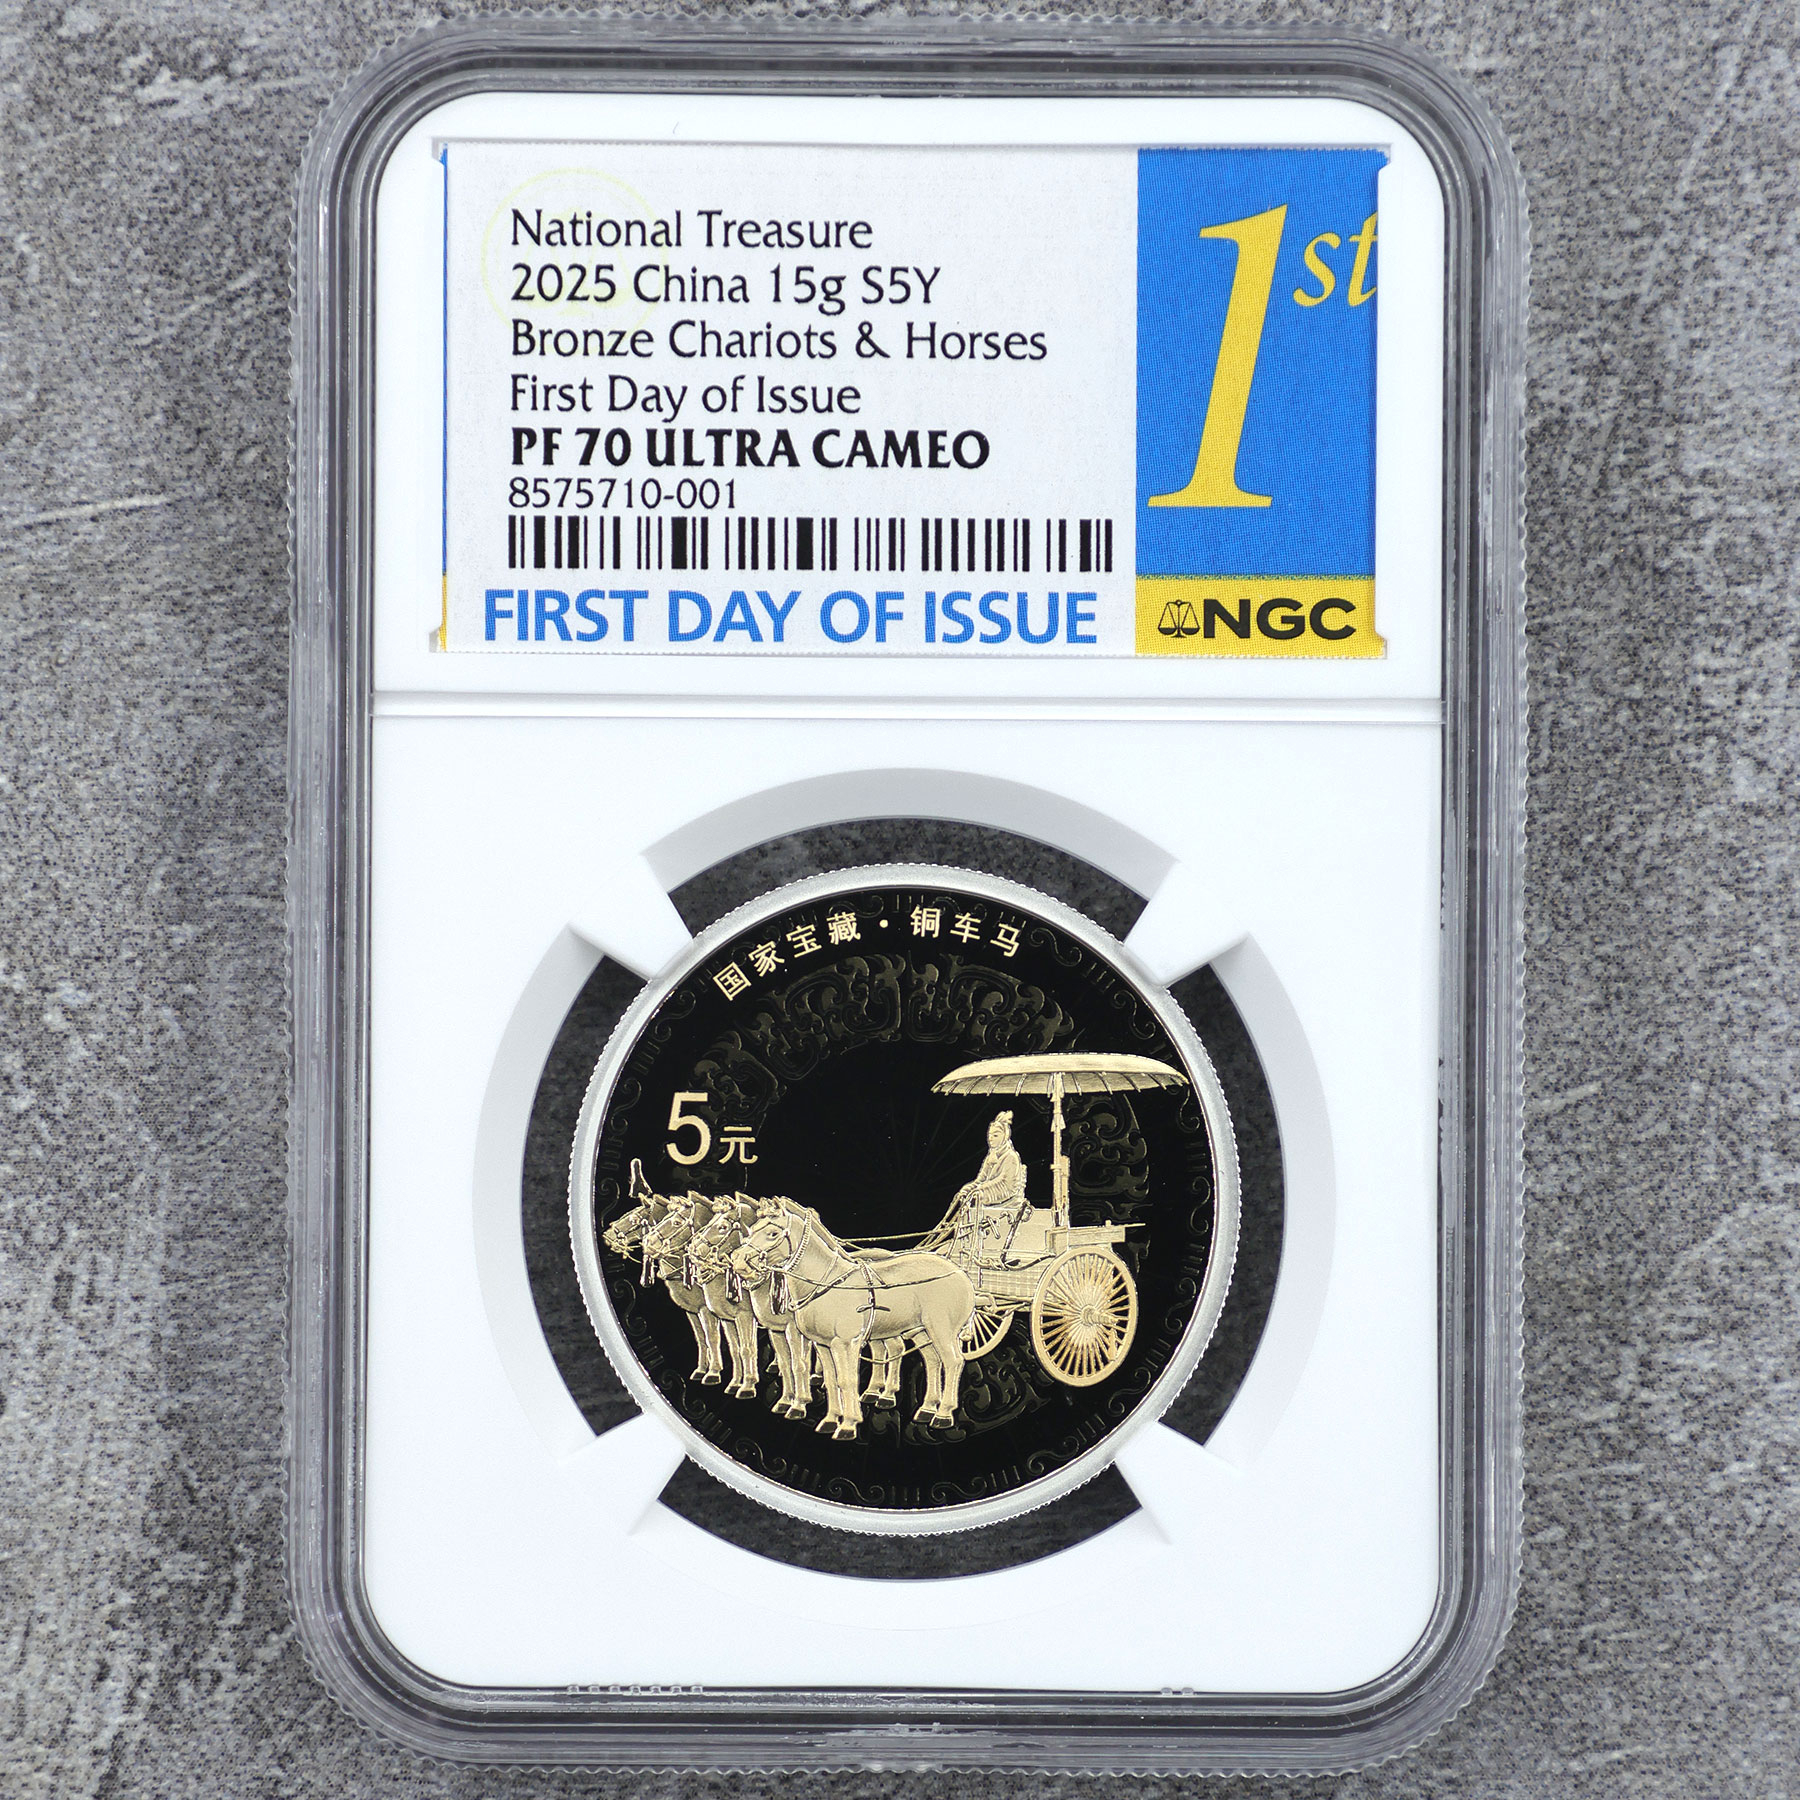 National Treasure
2025 China 15g S5Y
Bronze Chariots & Horses
First Day of Issue
PF 70 ULTRA CAMEO
8575710-001
FIRST DAY OF ISSUE
1st
NGC
国家宝藏·铜车马
5元